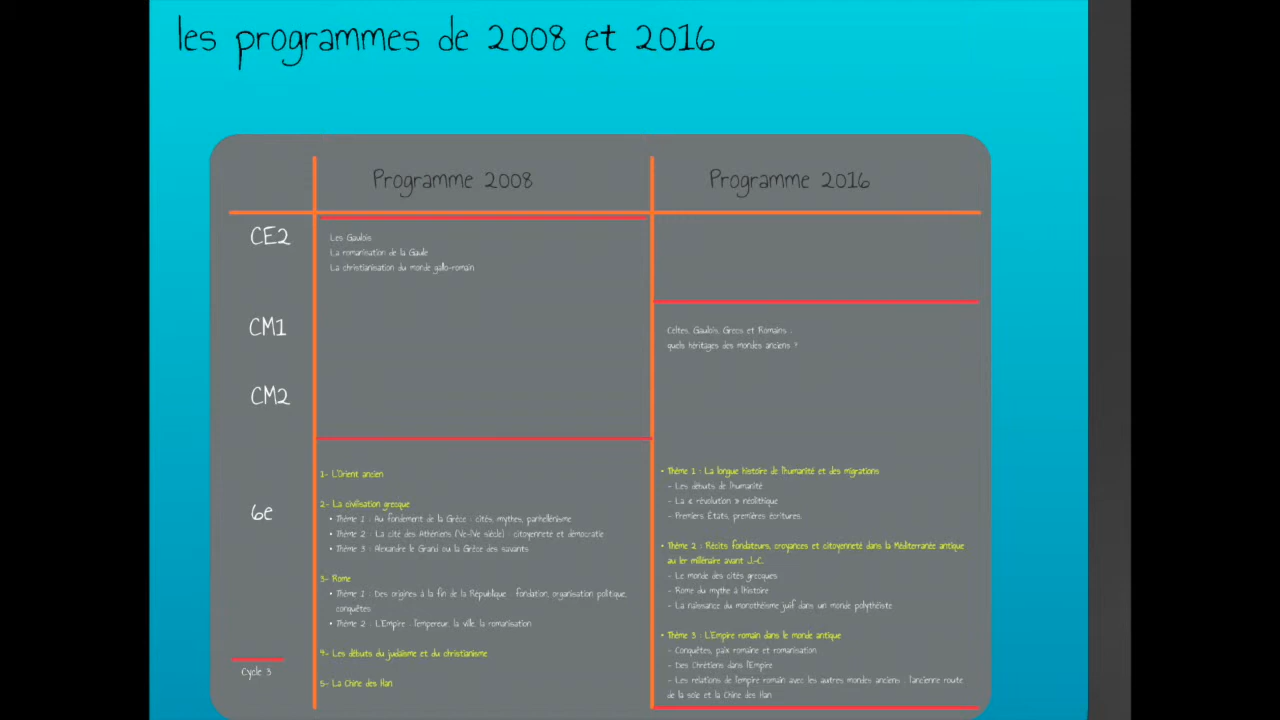 les programmes de 2008 et 2016
Programme 2008
Programme 2016
CE2
Les Gaulois
La romanisation de la Gaule
La christianisation du monde gallo-romain
CM1
Celtes, Gaulois, Grecs et Romains :
quels héritages des mondes anciens ?
CM2
6e
1- L'Orient ancien
2- La civilisation grecque
• Thème 1 : Au fondement de la Grèce : cités, mythes, panhellénisme
• Thème 2 : La cité des Athéniens (Ve-IVe siècle) : citoyenneté et démocratie
• Thème 3 : Alexandre le Grand ou la Grèce des savants
3- Rome
• Thème 1 : Des origines à la fin de la République : fondation, organisation politique,
conquêtes
• Thème 2 : L'Empire : l'empereur, la ville, la romanisation
4- Les débuts du judaïsme et du christianisme
5- La Chine des Han
• Thème 1 : La longue histoire de l'humanité et des migrations
- Les débuts de l'humanité
- La « révolution » néolithique
- Premiers États, premières écritures
• Thème 2 : Récits fondateurs, croyances et citoyenneté dans la Méditerranée antique
au Ier millénaire avant J.-C.
- Le monde des cités grecques
- Rome du mythe à l'histoire
- La naissance du monothéisme juif dans un monde polythéiste
• Thème 3 : L'Empire romain dans le monde antique
- Conquêtes, paix romaine et romanisation
- Des Chrétiens dans l'Empire
- Les relations de l'empire romain avec les autres mondes anciens : l'ancienne route
de la soie et la Chine des Han
Cycle 3